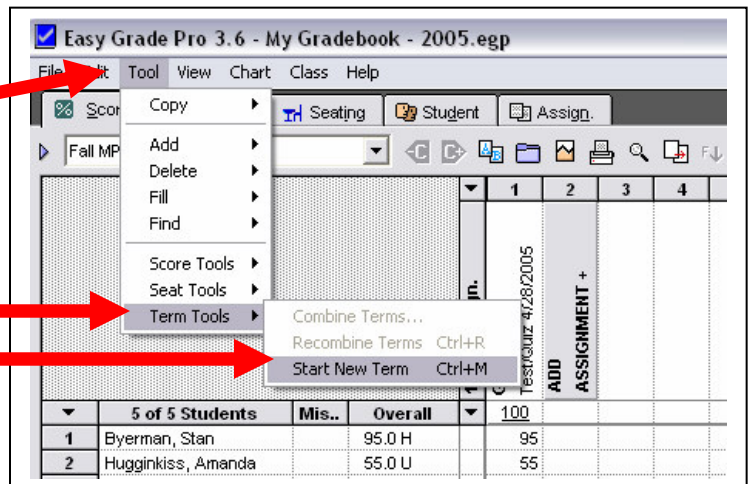 Easy Grade Pro 3.6 - My Gradebook - 2005.egp
Tool View Chart Class Help
Seating Student Assign.
Copy
Add
Delete
Fill
Find
Score Tools
Seat Tools
Term Tools
Combine Terms...
Recombine Terms Ctrl+R
Start New Term Ctrl+M
Fall MP
1 2 3 4
Test/Quiz 4/28/2005
ADD
ASSIGNMENT +
5 of 5 Students Mis.. Overall 100
1 Byerman, Stan 95.0 H 95
2 Hugginkiss, Amanda 55.0 U 55